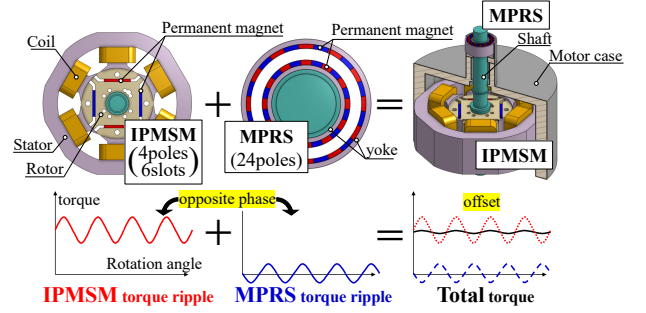 Coil
Permanent magnet
Permanent magnet
MPRS
Shaft
Motor case
+
=
IPMSM
(4poles
6slots)
MPRS
(24poles)
Stator
Rotor
yoke
IPMSM
torque
opposite phase
offset
+
=
Rotation angle
IPMSM torque ripple
MPRS torque ripple
Total torque